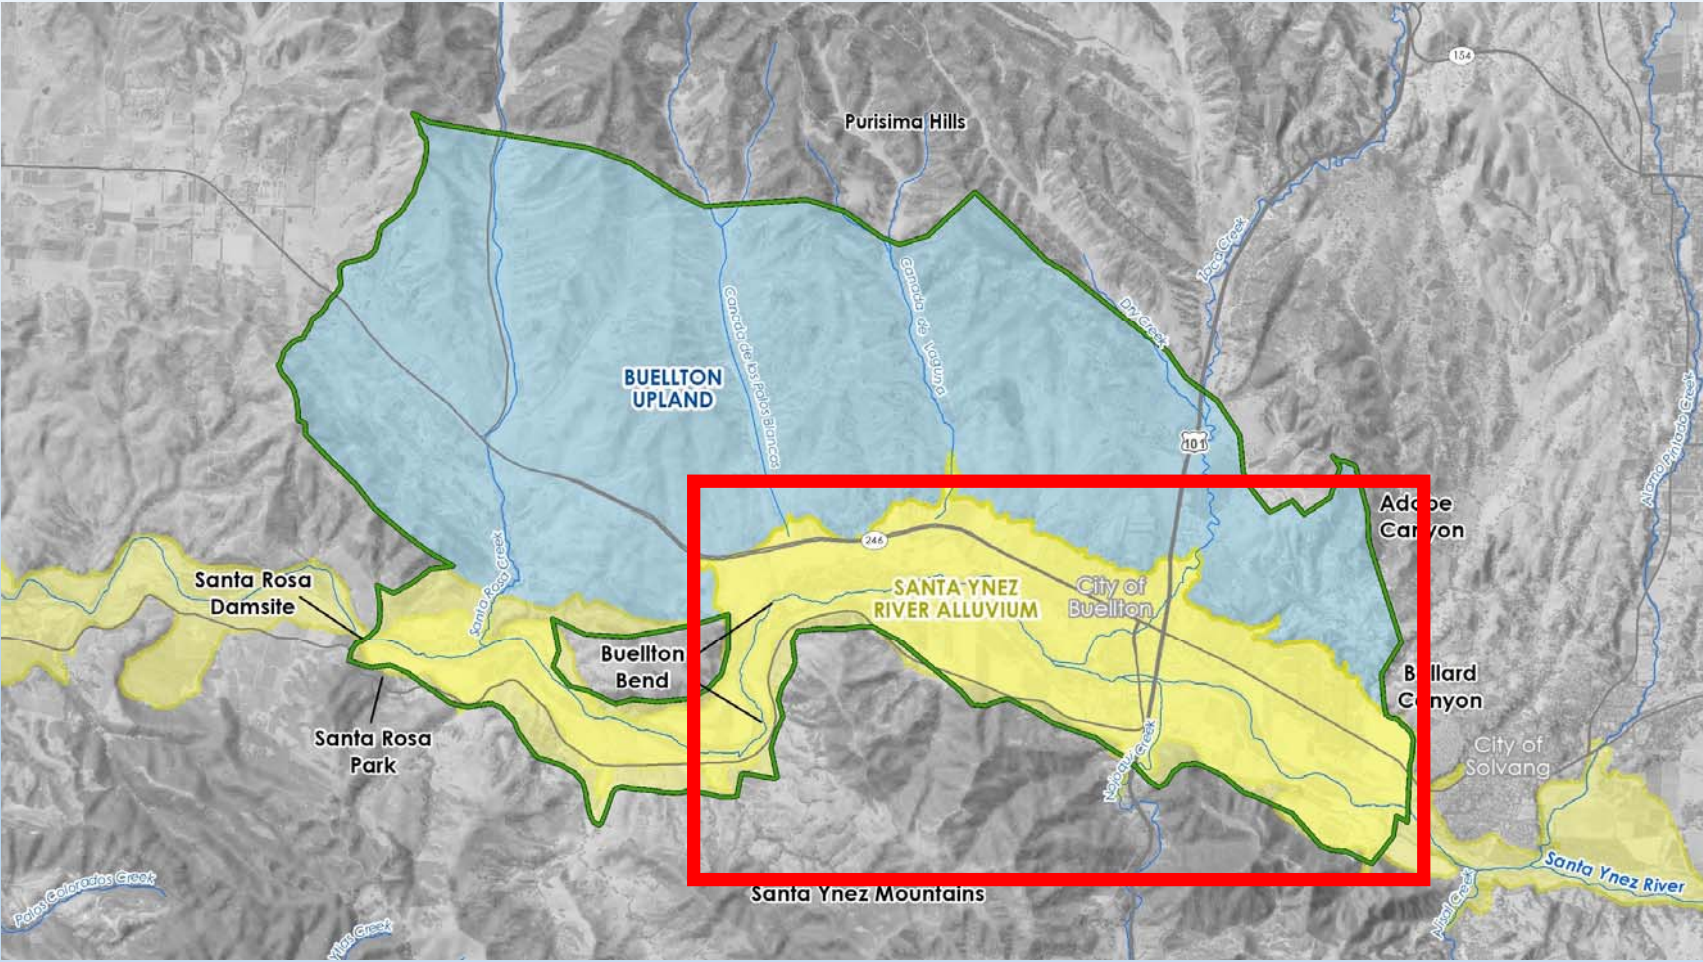 154
Purisima Hills
Zaca Creek
Dry Creek
Canada de los Palos Blancas
Canada de Laguna
BUELLTON
UPLAND
101
Alamo Pintado Creek
Adobe
Canyon
246
Santa Rosa Creek
Santa Rosa
Damsite
SANTA YNEZ
RIVER ALLUVIUM
City of
Buellton
Buellton
Bend
Ballard
Canyon
Santa Rosa
Park
Nojoqui Creek
City of
Solvang
Santa Ynez River
Santa Ynez Mountains
Palos Colorados Creek
Creek
Alisal Creek